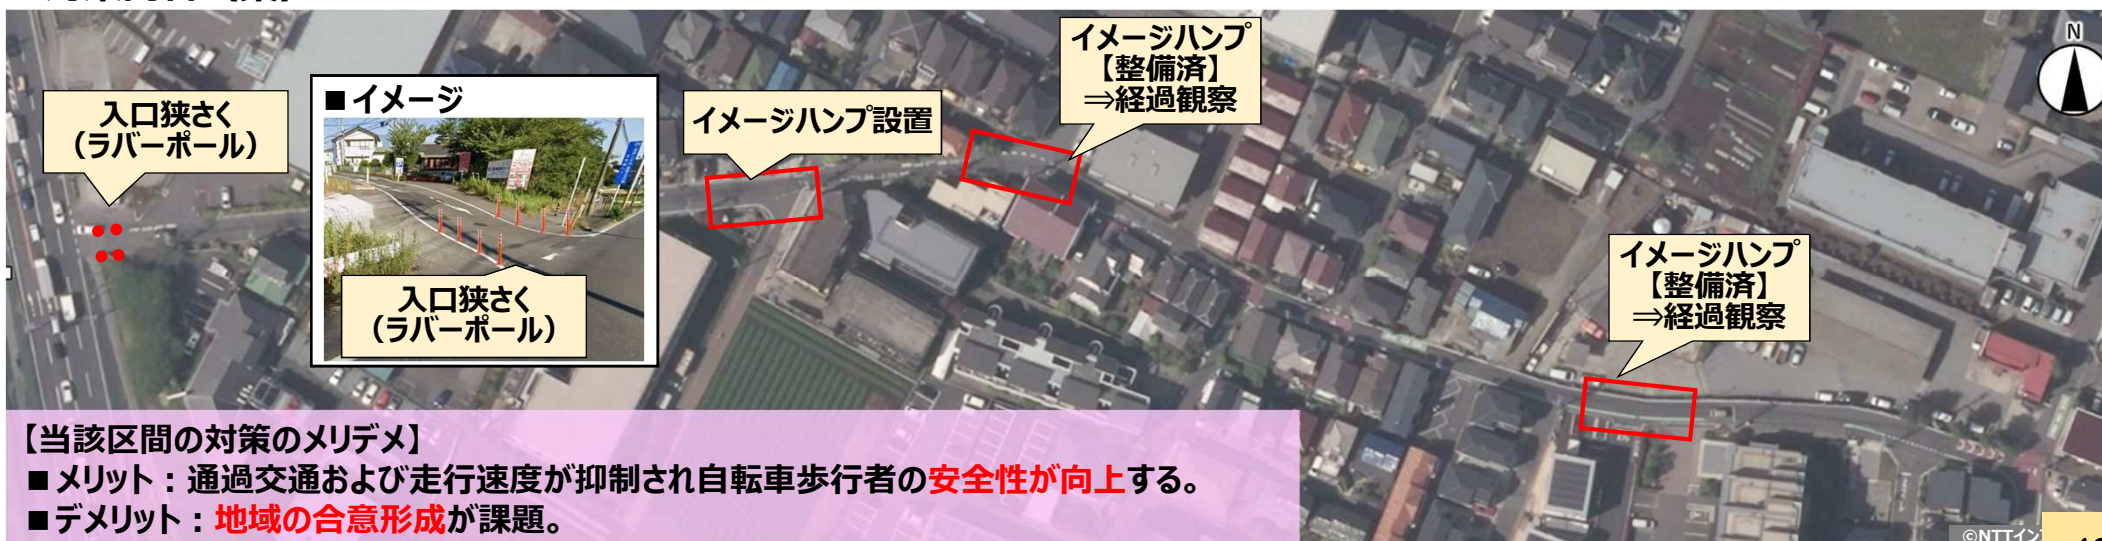 N
イメージハンプ
【整備済】
⇒経過観察
入口狭さく
（ラバーポール）
■イメージ
イメージハンプ設置
入口狭さく
（ラバーポール）
イメージハンプ
【整備済】
⇒経過観察
【当該区間の対策のメリデメ】
■メリット：通過交通および走行速度が抑制され自転車歩行者の安全性が向上する。
■デメリット：地域の合意形成が課題。
©NTTイン